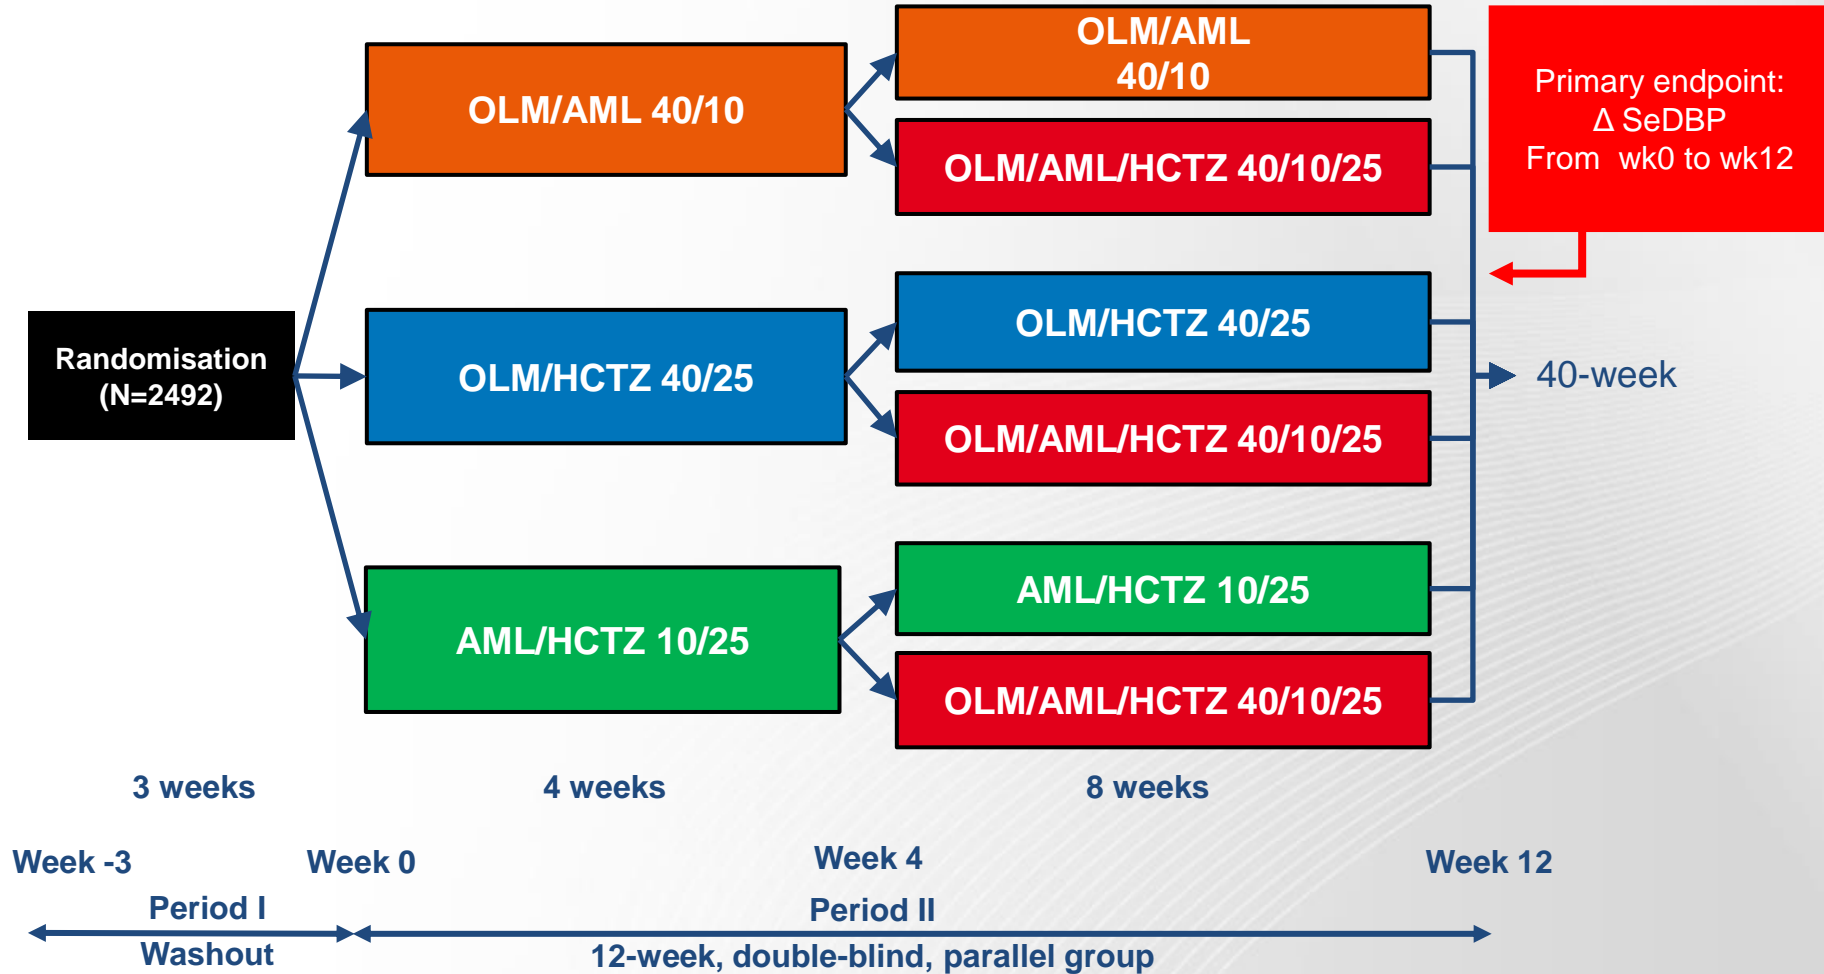 OLM/AML
40/10
OLM/AML 40/10
OLM/AML/HCTZ 40/10/25
Primary endpoint:
Δ SeDBP
From wk0 to wk12
Randomisation
(N=2492)
OLM/HCTZ 40/25
OLM/HCTZ 40/25
OLM/AML/HCTZ 40/10/25
40-week
AML/HCTZ 10/25
AML/HCTZ 10/25
OLM/AML/HCTZ 40/10/25
3 weeks
4 weeks
8 weeks
Week -3
Week 0
Week 4
Week 12
Period I
Washout
Period II
12-week, double-blind, parallel group